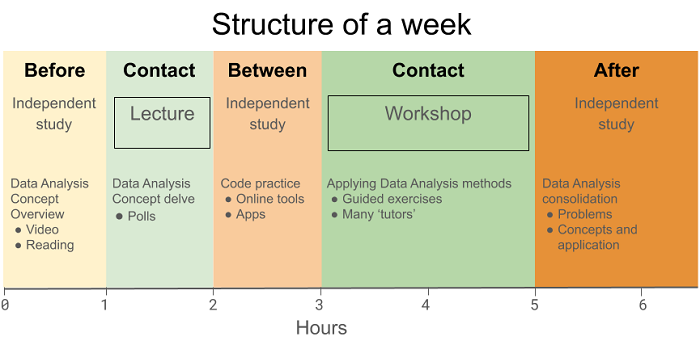 Structure of a week
Before
Contact
Between
Contact
After
Independent
study
Lecture
Independent
study
Workshop
Independent
study
Data Analysis
Concept
Overview
● Video
● Reading
Data Analysis
Concept delve
● Polls
Code practice
● Online tools
● Apps
Applying Data Analysis methods
● Guided exercises
● Many ‘tutors’
Data Analysis
consolidation
● Problems
● Concepts and
application
0 1 2 3 4 5 6
Hours